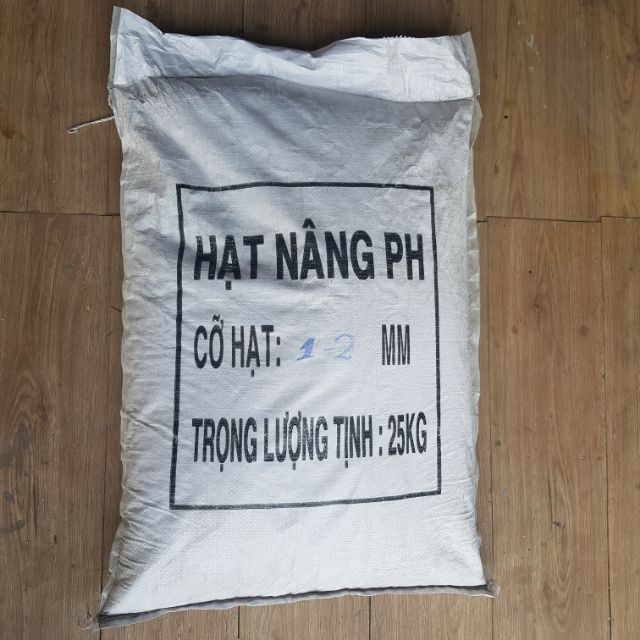 HẠT NÂNG PH
CỠ HẠT: 1-2 MM
TRỌNG LƯỢNG TỊNH : 25KG